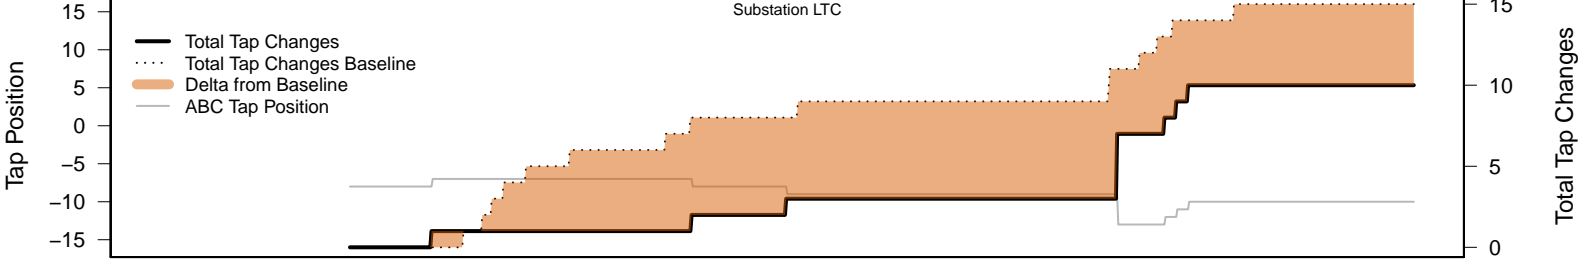 Substation LTC
Total Tap Changes
Total Tap Changes Baseline
Delta from Baseline
ABC Tap Position
Tap Position
15
10
5
0
−5
−10
−15
15
10
5
0
Total Tap Changes